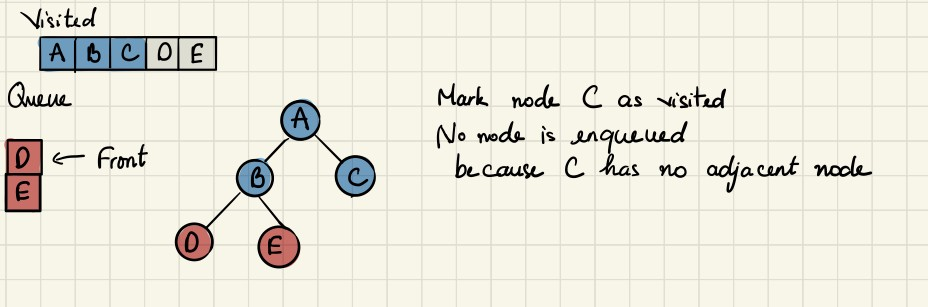 Visited
A B C D E
Queue
D ← Front
E
A
B C
D E
Mark node C as visited
No node is enqueued
because C has no adjacent node